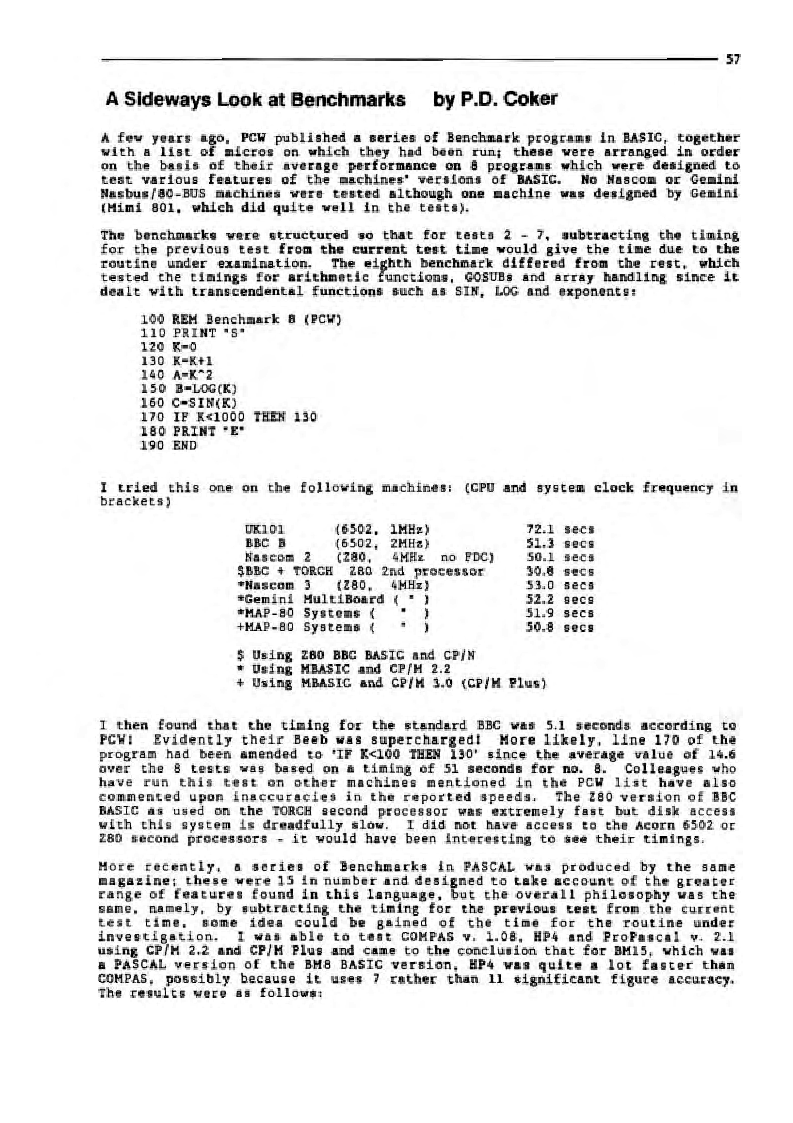 57
A Sideways Look at Benchmarks by P.D. Coker
A few years ago, PCW published a series of Benchmark programs in BASIC, together
with a list of micros on which they had been run; these were arranged in order
on the basis of their average performance on 8 programs which were designed to
test various features of the machines' versions of BASIC. No Nascom or Gemini
Nasbus/80-BUS machines were tested although one machine was designed by Gemini
(Mimi 801, which did quite well in the tests).
The benchmarks were structured so that for tests 2 - 7, subtracting the timing
for the previous test from the current test time would give the time due to the
routine under examination. The eighth benchmark differed from the rest, which
tested the timings for arithmetic functions, GOSUBs and array handling since it
dealt with transcendental functions such as SIN, LOG and exponents:
100 REM Benchmark 8 (PCW)
110 PRINT "S"
120 K=0
130 K=K+1
140 A=K^2
150 B=LOG(K)
160 C=SIN(K)
170 IF K<1000 THEN 130
180 PRINT "E"
190 END
I tried this one on the following machines: (CPU and system clock frequency in
brackets)
UK101 (6502, 1MHz) 72.1 secs
BBC B (6502, 2MHz) 51.3 secs
Nascom 2 (Z80, 4MHz no FDC) 50.1 secs
$BBC + TORCH Z80 2nd processor 30.8 secs
*Nascom 3 (Z80, 4MHz) 53.0 secs
*Gemini MultiBoard ( " ) 52.2 secs
*MAP-80 Systems ( " ) 51.9 secs
+MAP-80 Systems ( " ) 50.8 secs
$ Using Z80 BBC BASIC and CP/N
* Using MBASIC and CP/M 2.2
+ Using MBASIC and CP/M 3.0 (CP/M Plus)
I then found that the timing for the standard BBC was 5.1 seconds according to
PCW! Evidently their Beeb was supercharged! More likely, line 170 of the
program had been amended to 'IF K<100 THEN 130' since the average value of 14.6
over the 8 tests was based on a timing of 51 seconds for no. 8. Colleagues who
have run this test on other machines mentioned in the PCW list have also
commented upon inaccuracies in the reported speeds. The Z80 version of BBC
BASIC as used on the TORCH second processor was extremely fast but disk access
with this system is dreadfully slow. I did not have access to the Acorn 6502 or
Z80 second processors - it would have been interesting to see their timings.
More recently, a series of Benchmarks in PASCAL was produced by the same
magazine; these were 15 in number and designed to take account of the greater
range of features found in this language, but the overall philosophy was the
same, namely, by subtracting the timing for the previous test from the current
test time, some idea could be gained of the time for the routine under
investigation. I was able to test COMPAS v. 1.08, HP4 and ProPascal v. 2.1
using CP/M 2.2 and CP/M Plus and came to the conclusion that for BM15, which was
a PASCAL version of the BM8 BASIC version, HP4 was quite a lot faster than
COMPAS, possibly because it uses 7 rather than 11 significant figure accuracy.
The results were as follows: